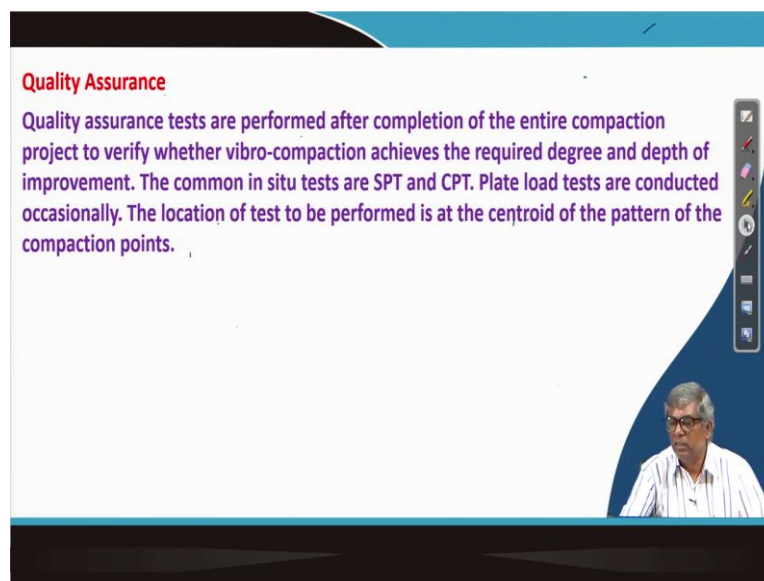 Quality Assurance
Quality assurance tests are performed after completion of the entire compaction
project to verify whether vibro-compaction achieves the required degree and depth of
improvement. The common in situ tests are SPT and CPT. Plate load tests are conducted
occasionally. The location of test to be performed is at the centroid of the pattern of the
compaction points.